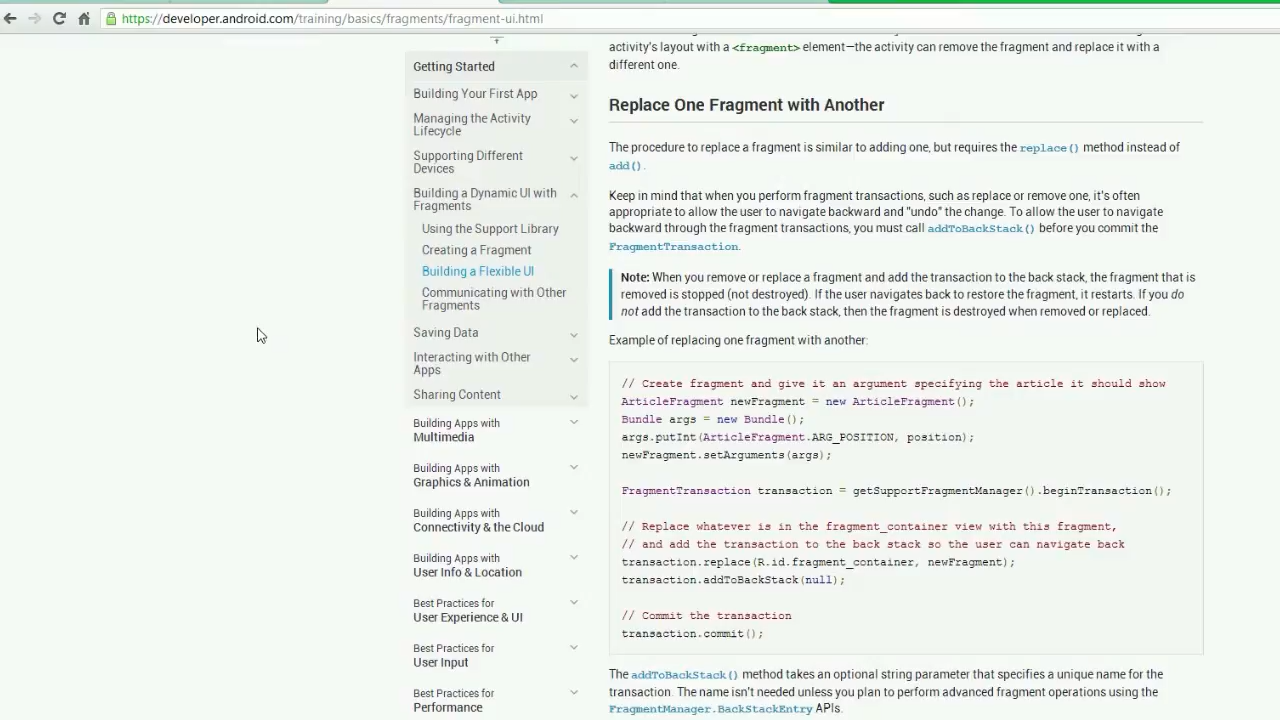 https://developer.android.com/training/basics/fragments/fragment-ui.html
Getting Started
Building Your First App
Managing the Activity
Lifecycle
Supporting Different
Devices
Building a Dynamic UI with
Fragments
Using the Support Library
Creating a Fragment
Building a Flexible UI
Communicating with Other
Fragments
Saving Data
Interacting with Other
Apps
Sharing Content
Building Apps with
Multimedia
Building Apps with
Graphics & Animation
Building Apps with
Connectivity & the Cloud
Building Apps with
User Info & Location
Best Practices for
User Experience & UI
Best Practices for
User Input
Best Practices for
Performance
activity's layout with a <fragment> element—the activity can remove the fragment and replace it with a
different one.
Replace One Fragment with Another
The procedure to replace a fragment is similar to adding one, but requires the replace() method instead of
add().
Keep in mind that when you perform fragment transactions, such as replace or remove one, it's often
appropriate to allow the user to navigate backward and "undo" the change. To allow the user to navigate
backward through the fragment transactions, you must call addToBackStack() before you commit the
FragmentTransaction.
Note: When you remove or replace a fragment and add the transaction to the back stack, the fragment that is
removed is stopped (not destroyed). If the user navigates back to restore the fragment, it restarts. If you do
not add the transaction to the back stack, then the fragment is destroyed when removed or replaced.
Example of replacing one fragment with another:
// Create fragment and give it an argument specifying the article it should show
ArticleFragment newFragment = new ArticleFragment();
Bundle args = new Bundle();
args.putInt(ArticleFragment.ARG_POSITION, position);
newFragment.setArguments(args);
FragmentTransaction transaction = getSupportFragmentManager().beginTransaction();
// Replace whatever is in the fragment_container view with this fragment,
// and add the transaction to the back stack so the user can navigate back
transaction.replace(R.id.fragment_container, newFragment);
transaction.addToBackStack(null);
// Commit the transaction
transaction.commit();
The addToBackStack() method takes an optional string parameter that specifies a unique name for the
transaction. The name isn't needed unless you plan to perform advanced fragment operations using the
FragmentManager.BackStackEntry APIs.